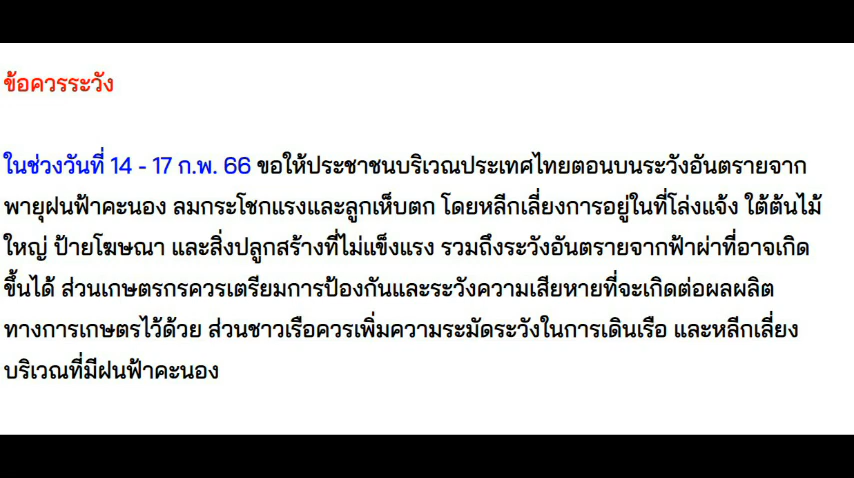 ข้อควรระวัง
ในช่วงวันที่ 14 - 17 ก.พ. 66 ขอให้ประชาชนบริเวณประเทศไทยตอนบนระวังอันตรายจาก
พายุฝนฟ้าคะนอง ลมกระโชกแรงและลูกเห็บตก โดยหลีกเลี่ยงการอยู่ในที่โล่งแจ้ง ใต้ต้นไม้
ใหญ่ ป้ายโฆษณา และสิ่งปลูกสร้างที่ไม่แข็งแรง รวมถึงระวังอันตรายจากฟ้าผ่าที่อาจเกิด
ขึ้นได้ ส่วนเกษตรกรควรเตรียมการป้องกันและระวังความเสียหายที่จะเกิดต่อผลผลิต
ทางการเกษตรไว้ด้วย ส่วนชาวเรือควรเพิ่มความระมัดระวังในการเดินเรือ และหลีกเลี่ยง
บริเวณที่มีฝนฟ้าคะนอง